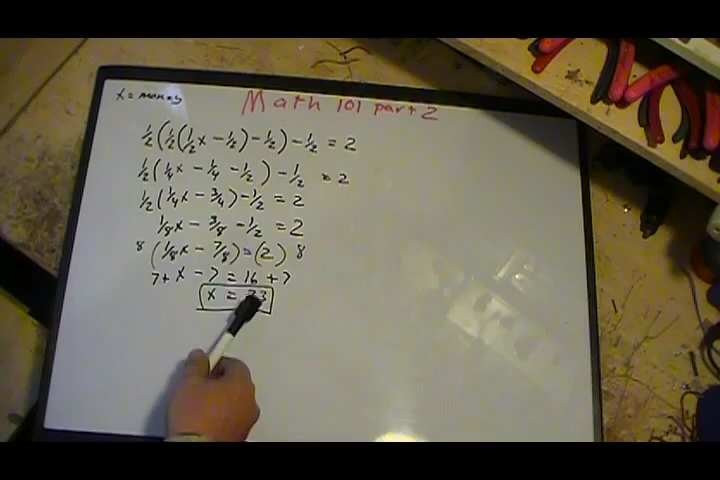 x = money
Math 101 part 2
1/2(1/2(1/2x - 1/2) - 1/2) - 1/2 = 2
1/2(1/4x - 1/4 - 1/2) - 1/2 = 2
1/2(1/4x - 3/4) - 1/2 = 2
1/8x - 3/8 - 1/2 = 2
8(1/8x - 7/8) = (2)8
7+ x - 7 = 16 + 7
x = 23